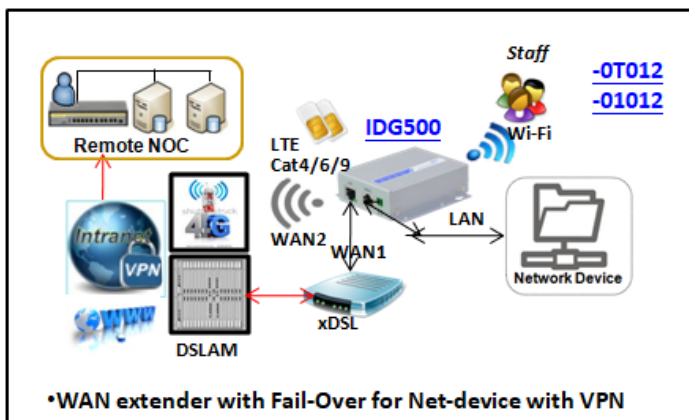 Staff
-0T012
-01012
Remote NOC
IDG500
Wi-Fi
LTE
Cat4/6/9
4G
Intranet
VPN
WAN2
WAN1
LAN
Network Device
WWW
DSLAM
xDSL
•WAN extender with Fail-Over for Net-device with VPN